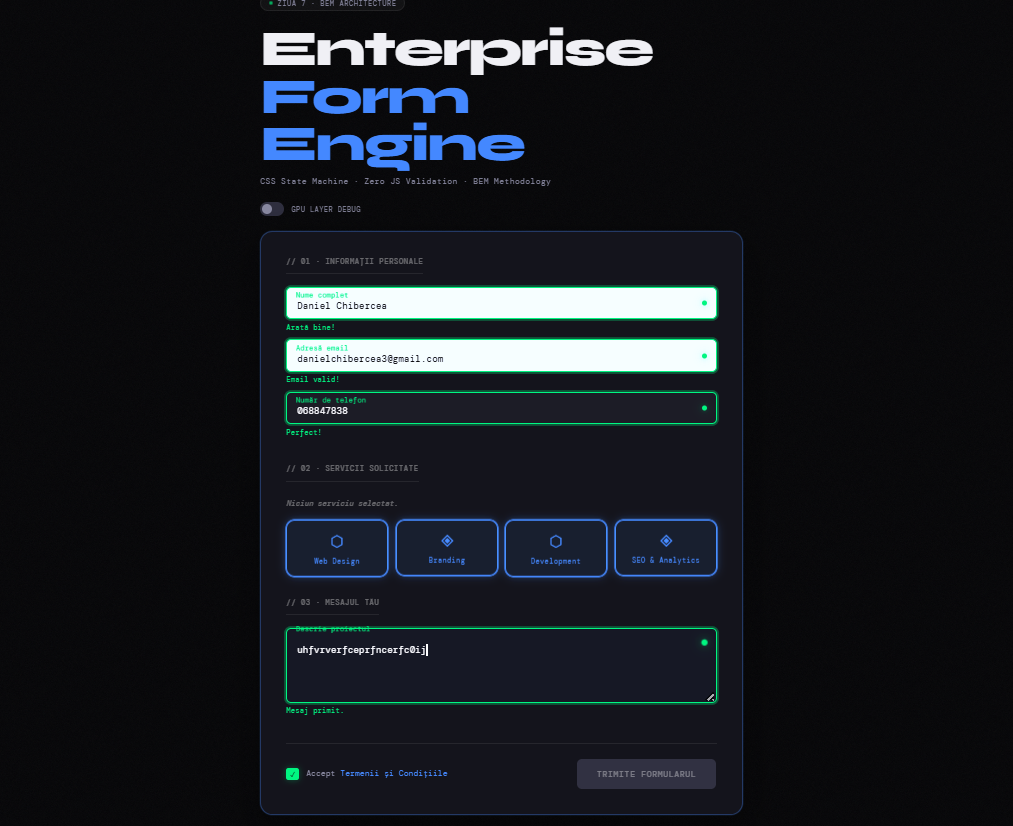 ZIUA 7 · BEM ARCHITECTURE
Enterprise
Form
Engine
CSS State Machine · Zero JS Validation · BEM Methodology
GPU LAYER DEBUG
// 01 · INFORMAȚII PERSONALE
Nume complet
Daniel Chibercea
Arată bine!
Adresă email
danielchibercea3@gmail.com
Email valid!
Număr de telefon
068847838
Perfect!
// 02 · SERVICII SOLICITATE
Niciun serviciu selectat.
Web Design
Branding
Development
SEO & Analytics
// 03 · MESAJUL TĂU
Descrie proiectul
uhfvrverfceprfncerfc0ij
Mesaj primit.
Accept Termenii și Condițiile
TRIMITE FORMULARUL